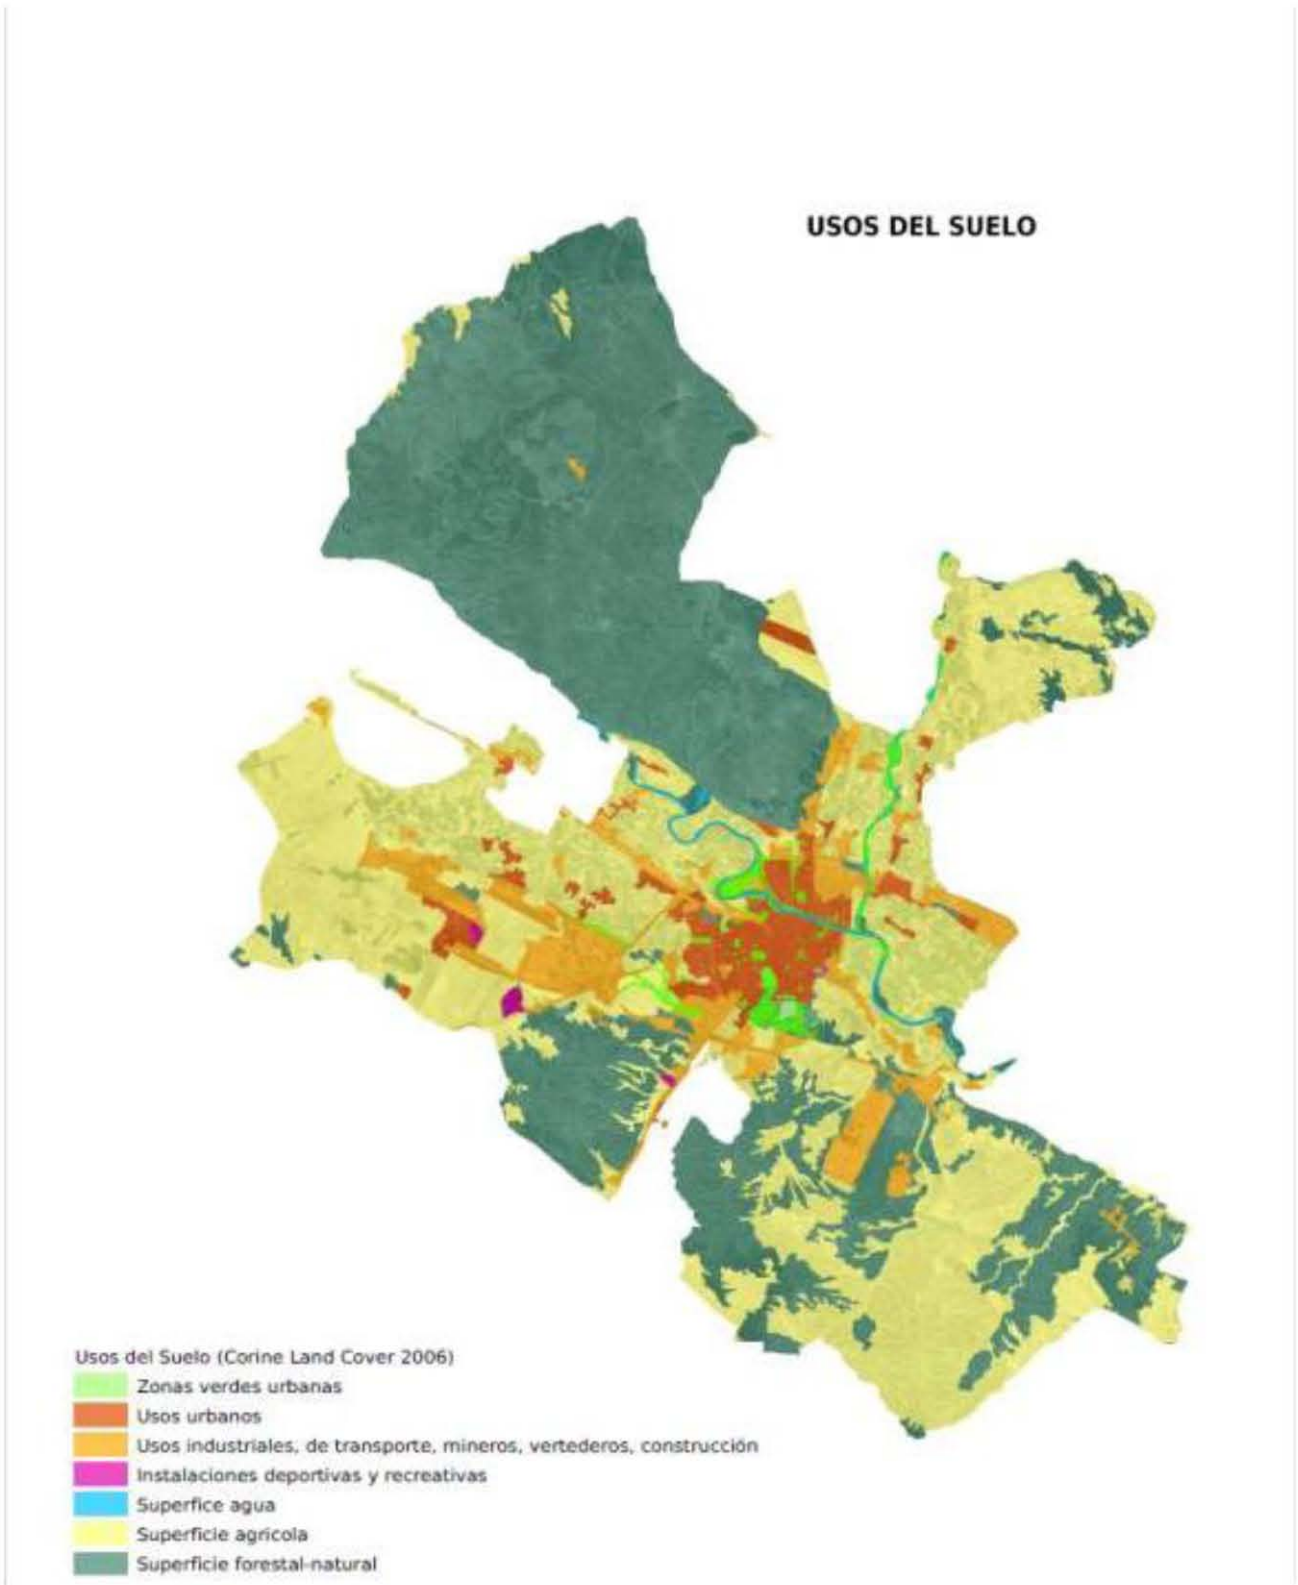 USOS DEL SUELO
Usos del Suelo (Corine Land Cover 2006)
Zonas verdes urbanas
Usos urbanos
Usos industriales, de transporte, mineros, vertederos, construcción
Instalaciones deportivas y recreativas
Superfice agua
Superficie agricola
Superficie forestal-natural